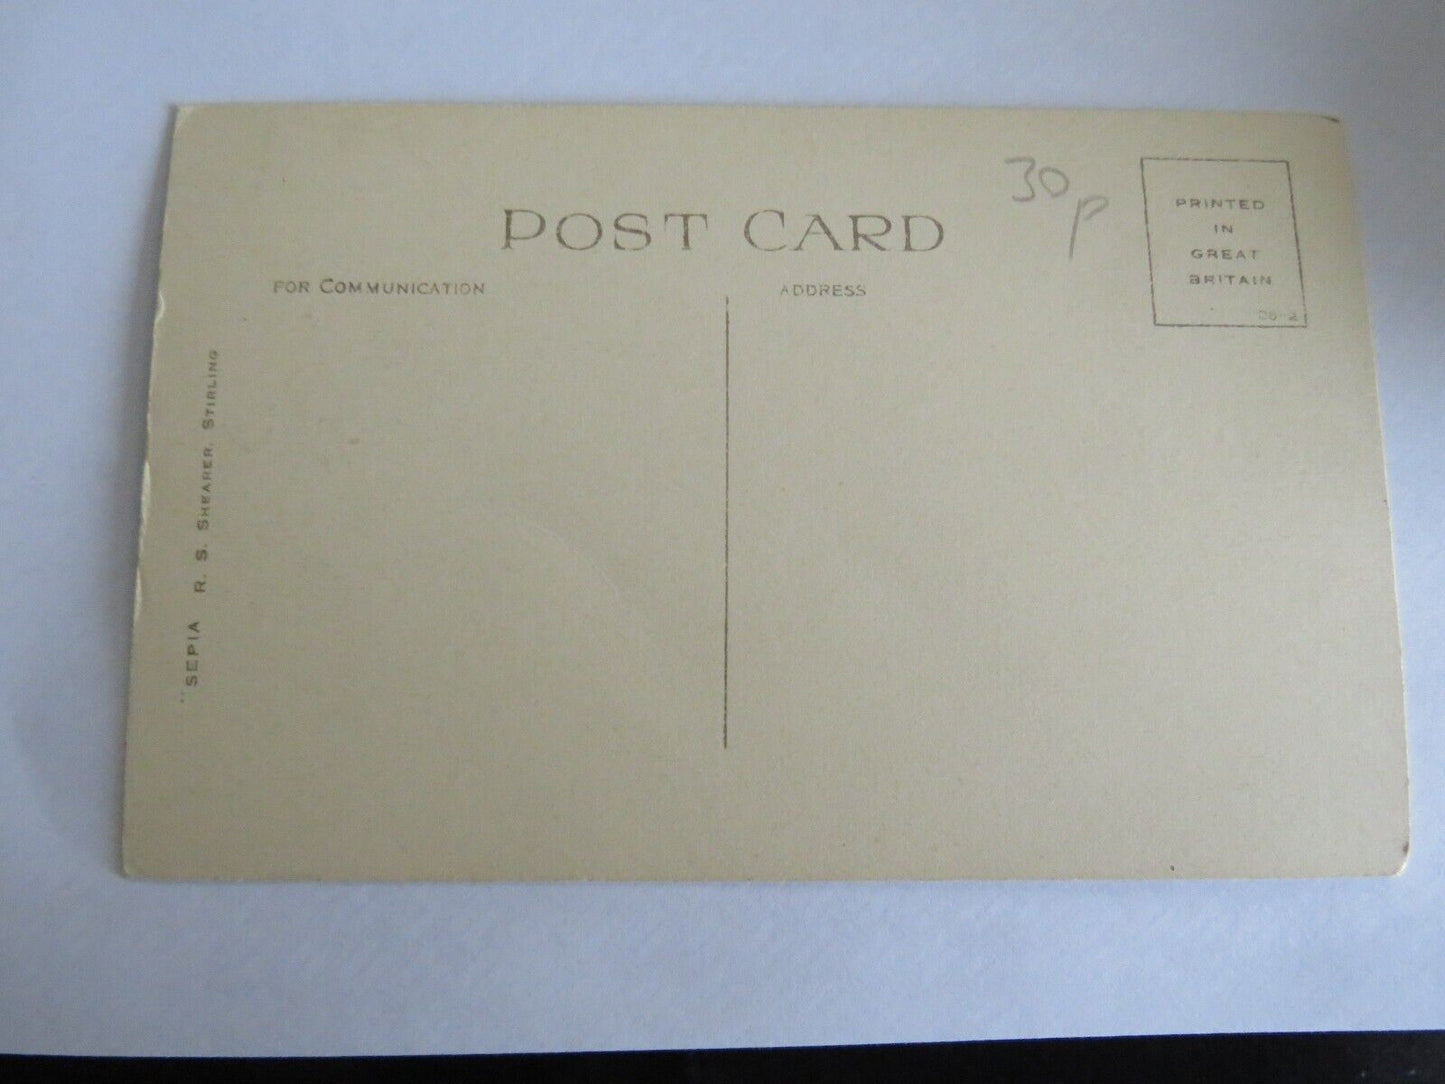 POST CARD
30p
PRINTED
IN
GREAT
BRITAIN
FOR COMMUNICATION
ADDRESS
"SEPIA R. S. SHEARER, STIRLING